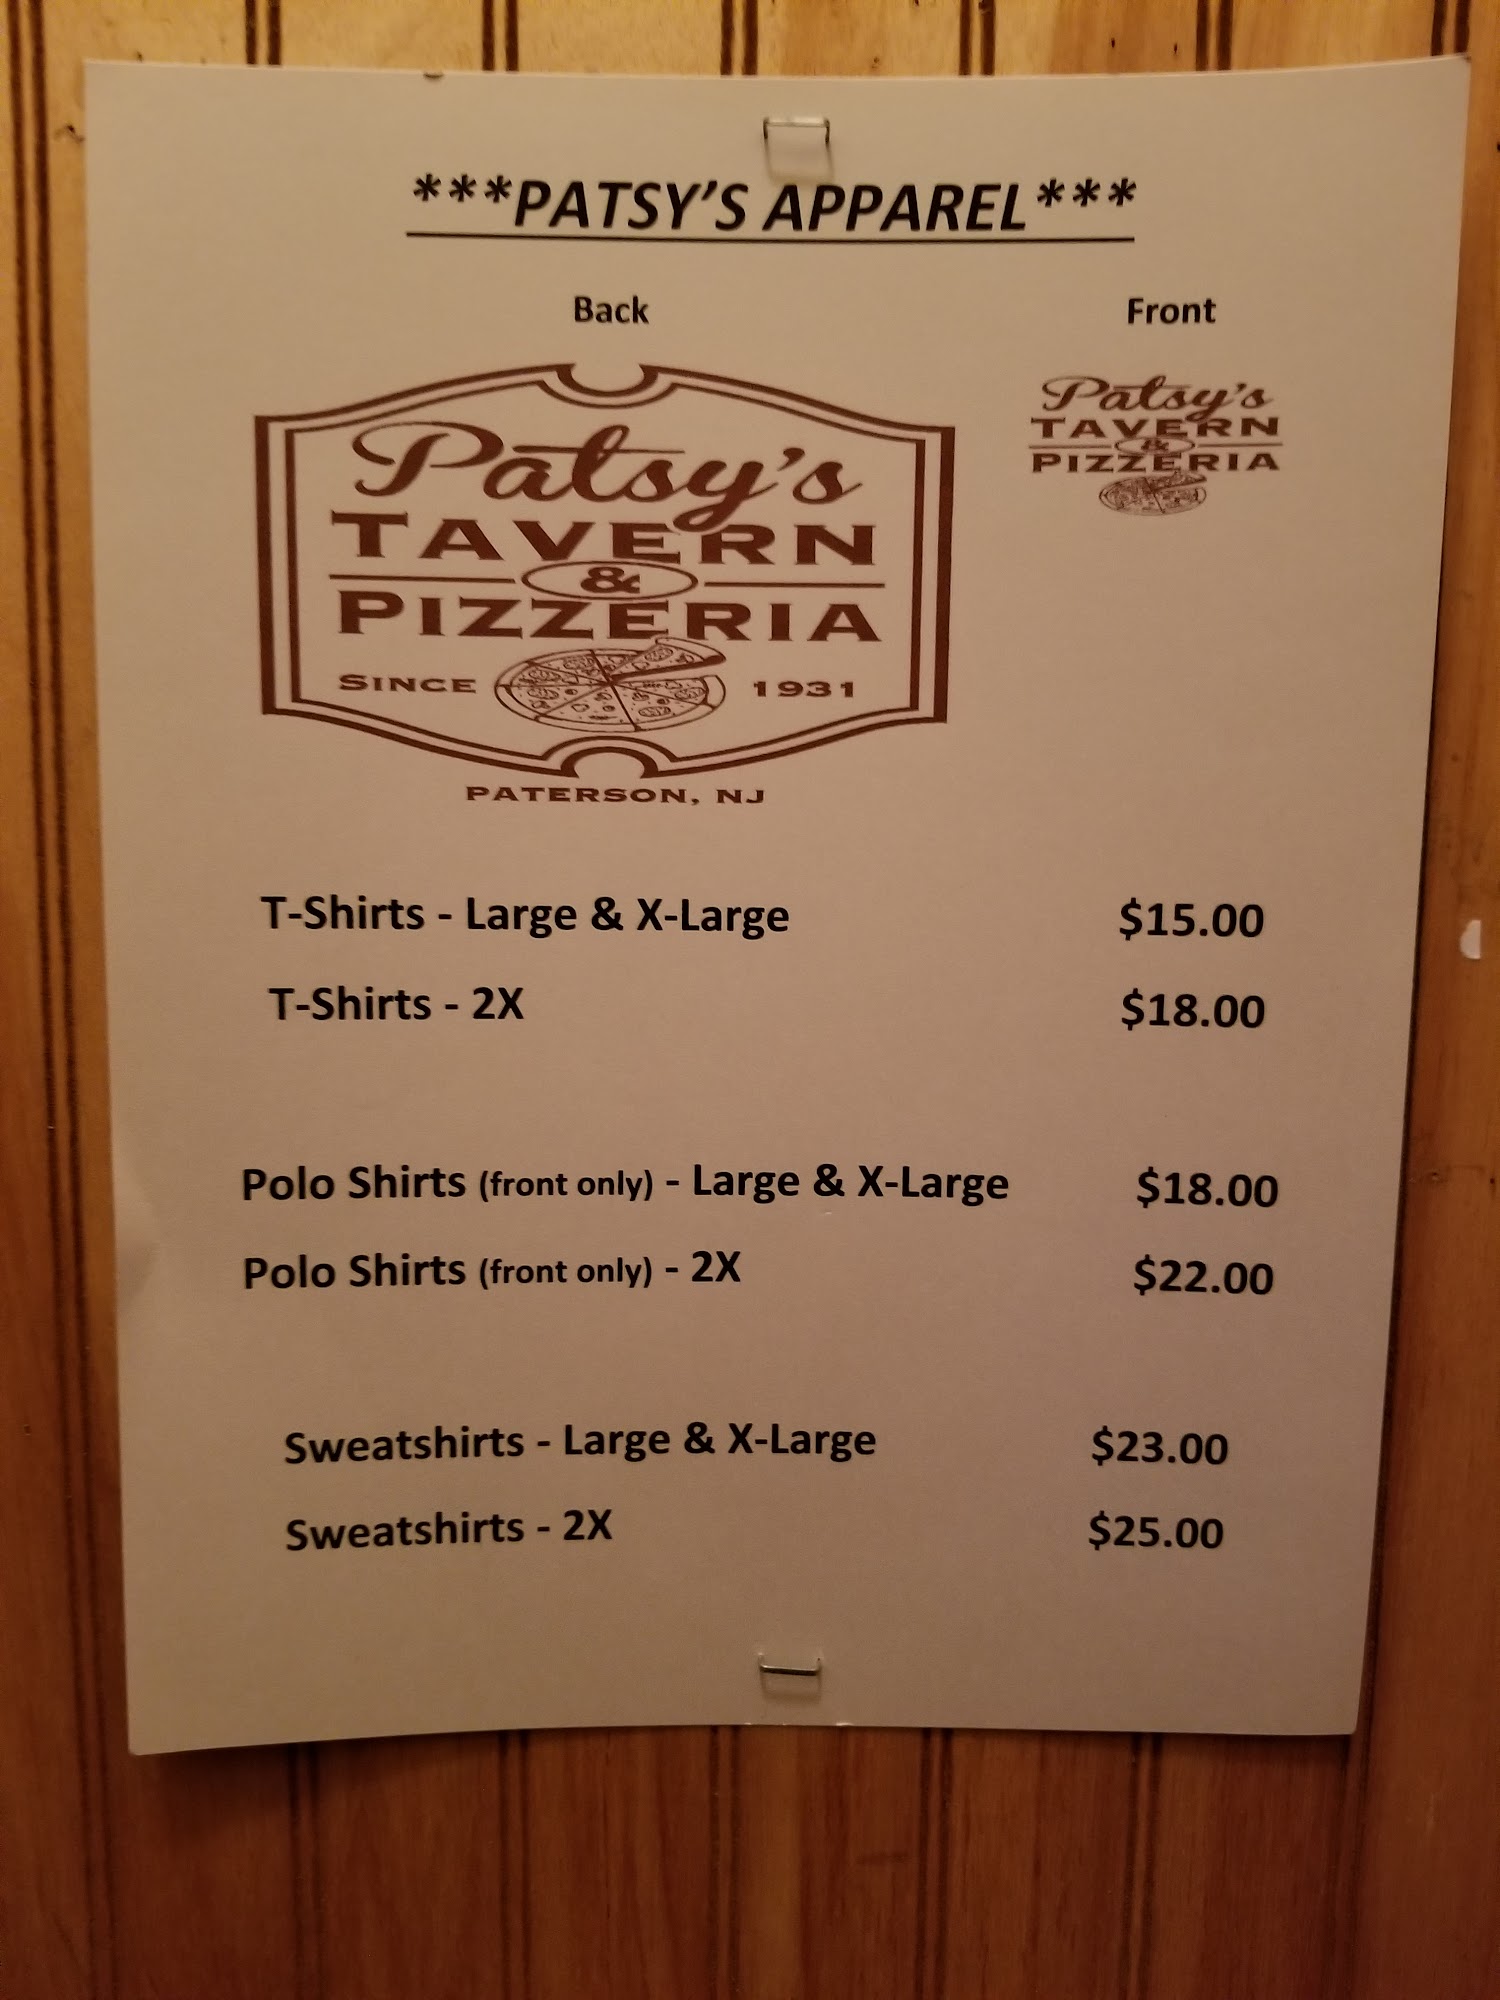 ***PATSY'S APPAREL***
Back Front
Patsy's
TAVERN
&
PIZZERIA
SINCE 1931
PATERSON, NJ
Patsy's
TAVERN
&
PIZZERIA
T-Shirts - Large & X-Large $15.00
T-Shirts - 2X $18.00
Polo Shirts (front only) - Large & X-Large $18.00
Polo Shirts (front only) - 2X $22.00
Sweatshirts - Large & X-Large $23.00
Sweatshirts - 2X $25.00